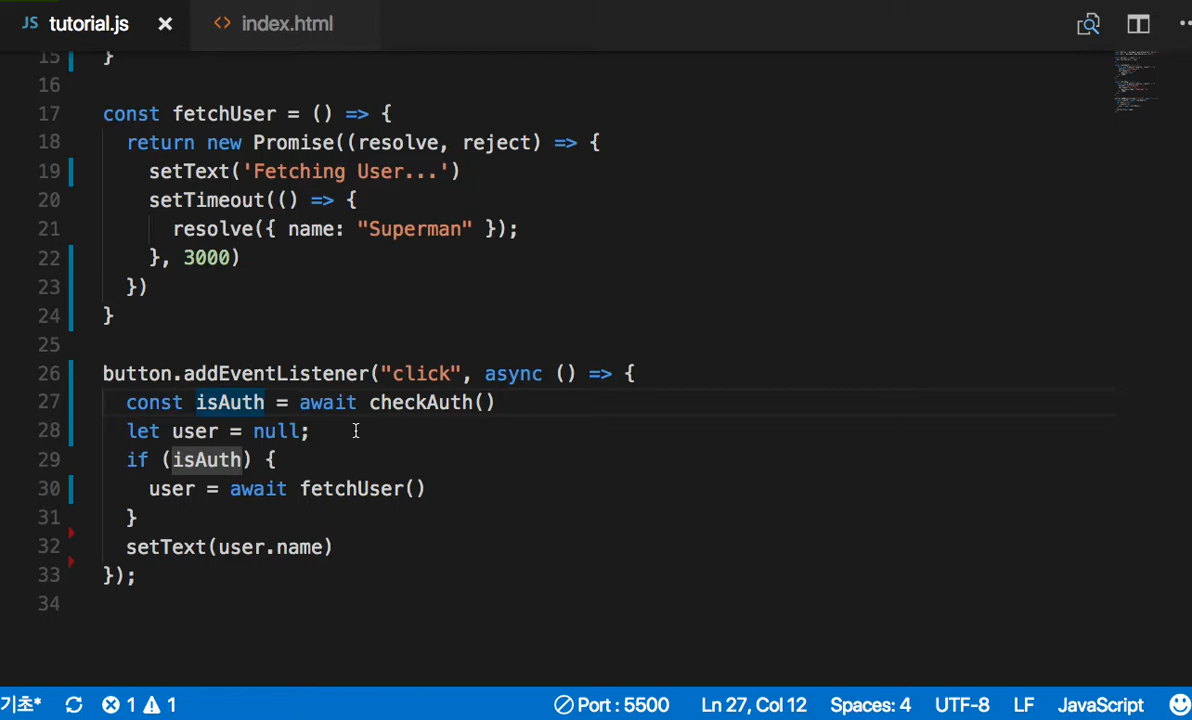 JS tutorial.js × <> index.html
15 }
16
17 const fetchUser = () => {
18 return new Promise((resolve, reject) => {
19 setText('Fetching User...')
20 setTimeout(() => {
21 resolve({ name: "Superman" });
22 }, 3000)
23 })
24 }
25
26 button.addEventListener("click", async () => {
27 const isAuth = await checkAuth()
28 let user = null;
29 if (isAuth) {
30 user = await fetchUser()
31 }
32 setText(user.name)
33 });
34
기초* 1 1 Port : 5500 Ln 27, Col 12 Spaces: 4 UTF-8 LF JavaScript